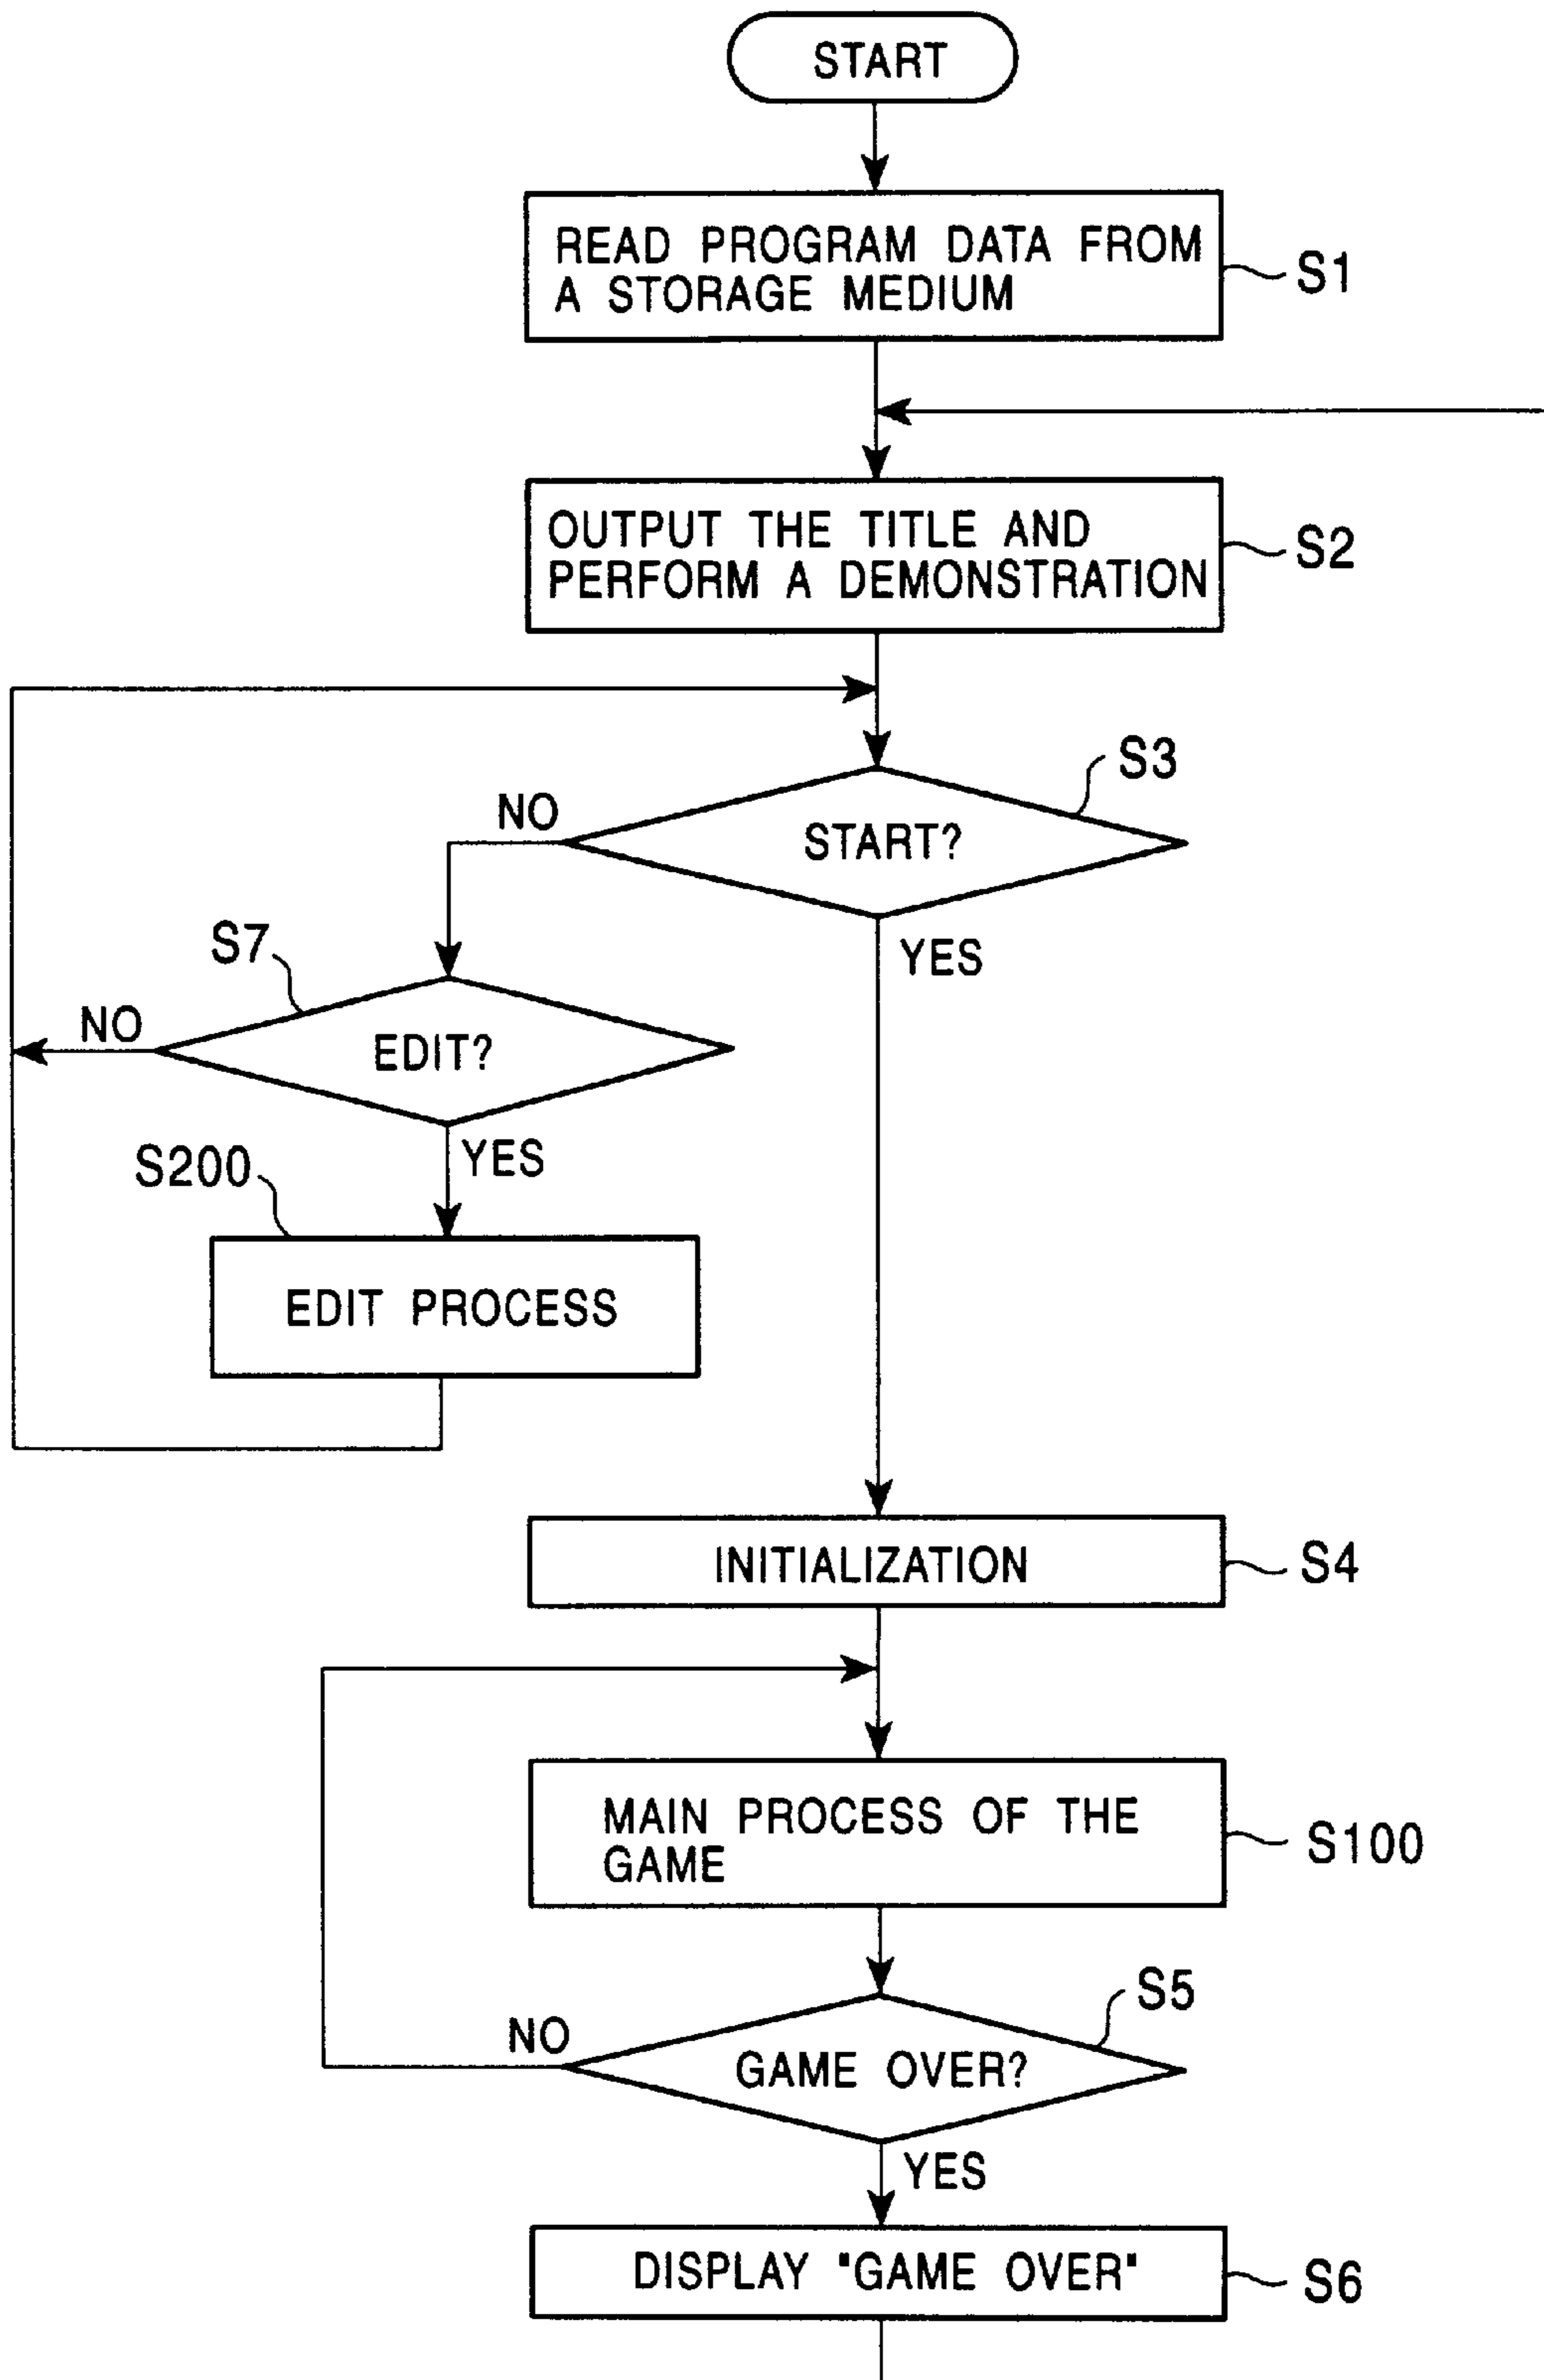 START
READ PROGRAM DATA FROM
A STORAGE MEDIUM
S1
OUTPUT THE TITLE AND
PERFORM A DEMONSTRATION
S2
S3
NO
START?
YES
S7
NO
EDIT?
YES
S200
EDIT PROCESS
INITIALIZATION
S4
MAIN PROCESS OF THE
GAME
S100
S5
NO
GAME OVER?
YES
DISPLAY "GAME OVER"
S6